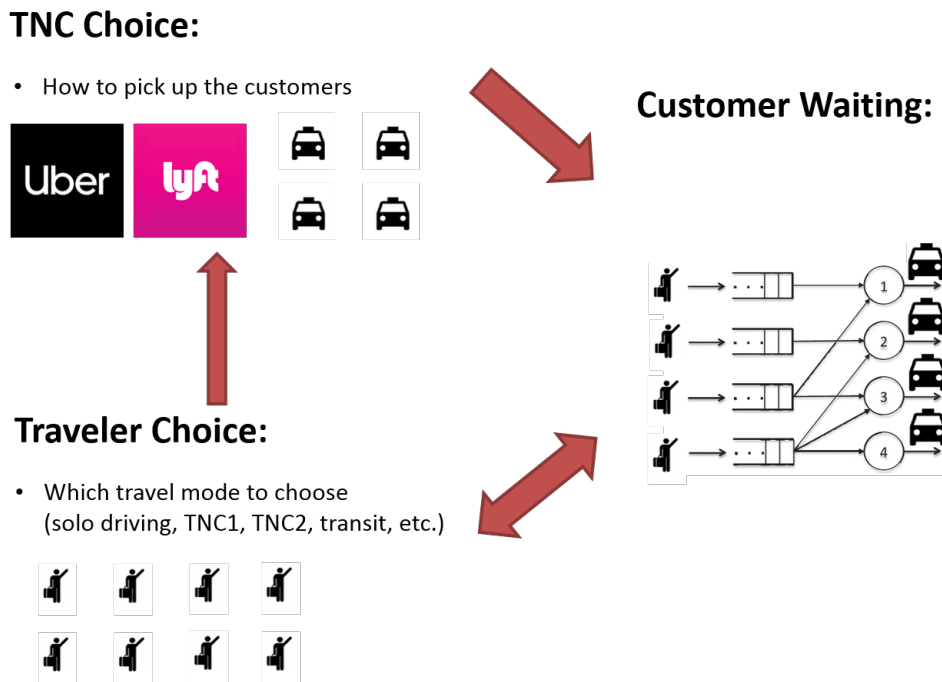 TNC Choice:
• How to pick up the customers
Uber
lyft
Customer Waiting:
1
2
3
4
Traveler Choice:
• Which travel mode to choose
(solo driving, TNC1, TNC2, transit, etc.)